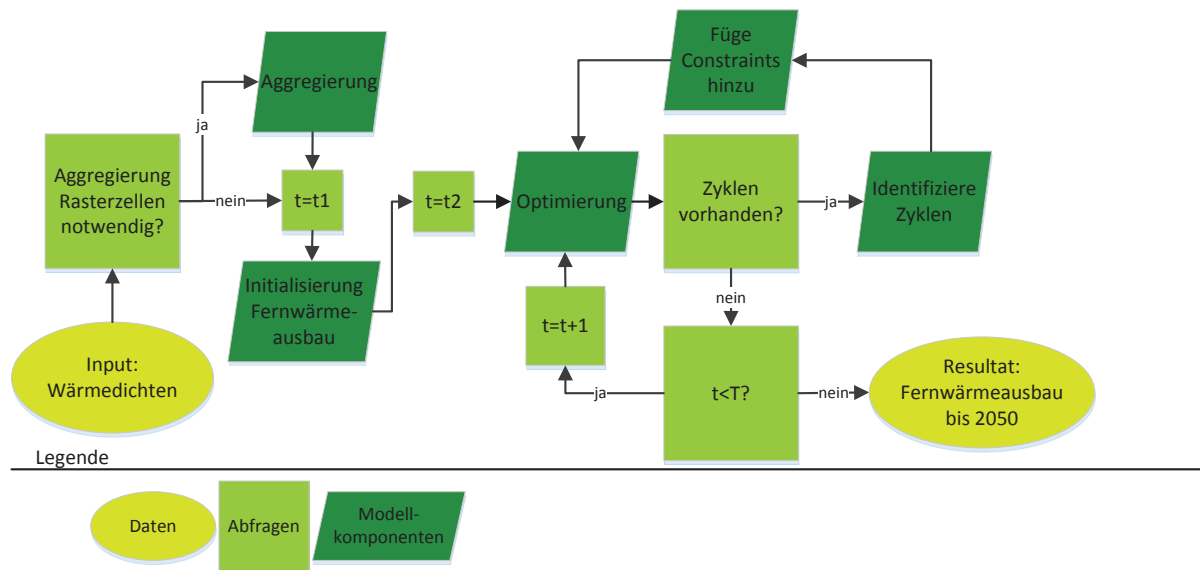 Aggregierung
Rasterzellen
notwendig?
ja
nein
Aggregierung
t=t1
Initialisierung
Fernwärme-
ausbau
t=t2
Optimierung
Füge
Constraints
hinzu
Zyklen
vorhanden?
ja
Identifiziere
Zyklen
nein
t=t+1
ja
t<T?
nein
Resultat:
Fernwärmeausbau
bis 2050
Input:
Wärmedichten
Legende
Daten
Abfragen
Modell-
komponenten